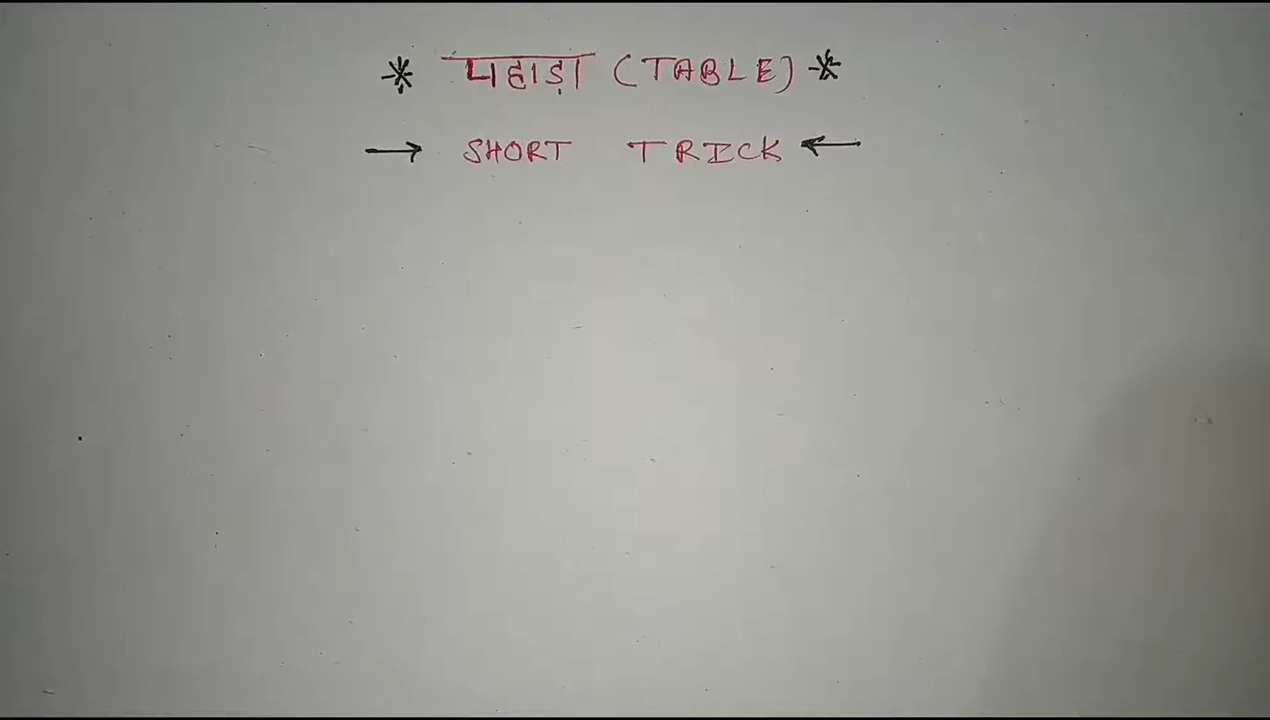 * पहाड़ा (TABLE) *
→ SHORT TRICK ←